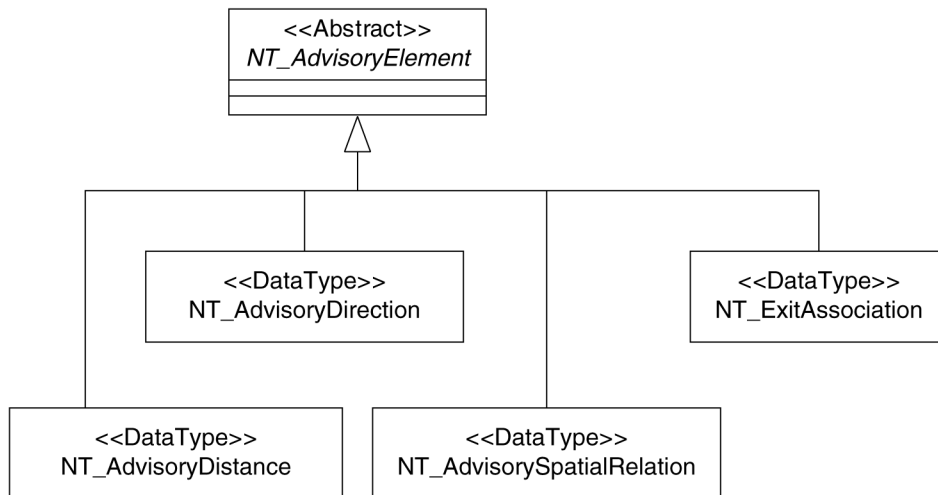 <<Abstract>>
NT_AdvisoryElement
<<DataType>>
NT_AdvisoryDirection
<<DataType>>
NT_ExitAssociation
<<DataType>>
NT_AdvisoryDistance
<<DataType>>
NT_AdvisorySpatialRelation